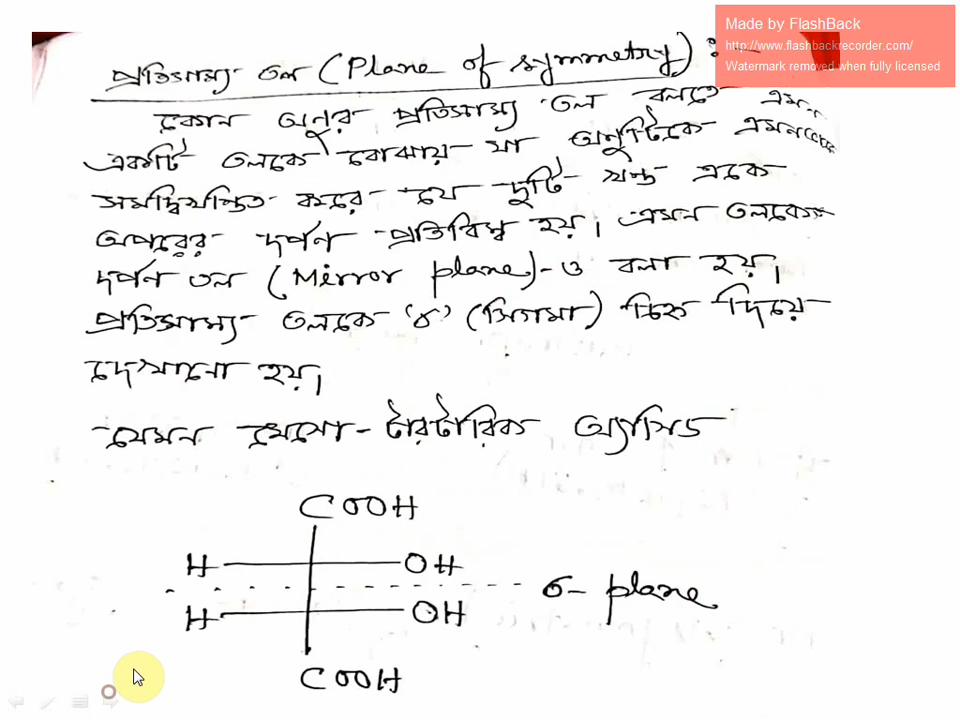 Made by FlashBack
http://www.flashbackrecorder.com/
Watermark removed when fully licensed
প্রতিসাম্য তল (Plane of symmetry) :-
কোন অণুর প্রতিসাম্য তল বলতে এমন
একটি তলকে বোঝায় যা অণুটিকে এমনভাবে
সমদ্বিখণ্ডিত করে যে দুটি খণ্ড একে
অপরের দর্পণ প্রতিবিম্ব হয়। এমন তলকে
দর্পন তল (Mirror plane)-ও বলা হয়।
প্রতিসাম্য তলকে 'σ' (সিগমা) চিহ্ন দিয়ে
দেখানো হয়।
যেমন মেসো-টারটারিক অ্যাসিড
COOH
H OH
σ- plane
H OH
COOH